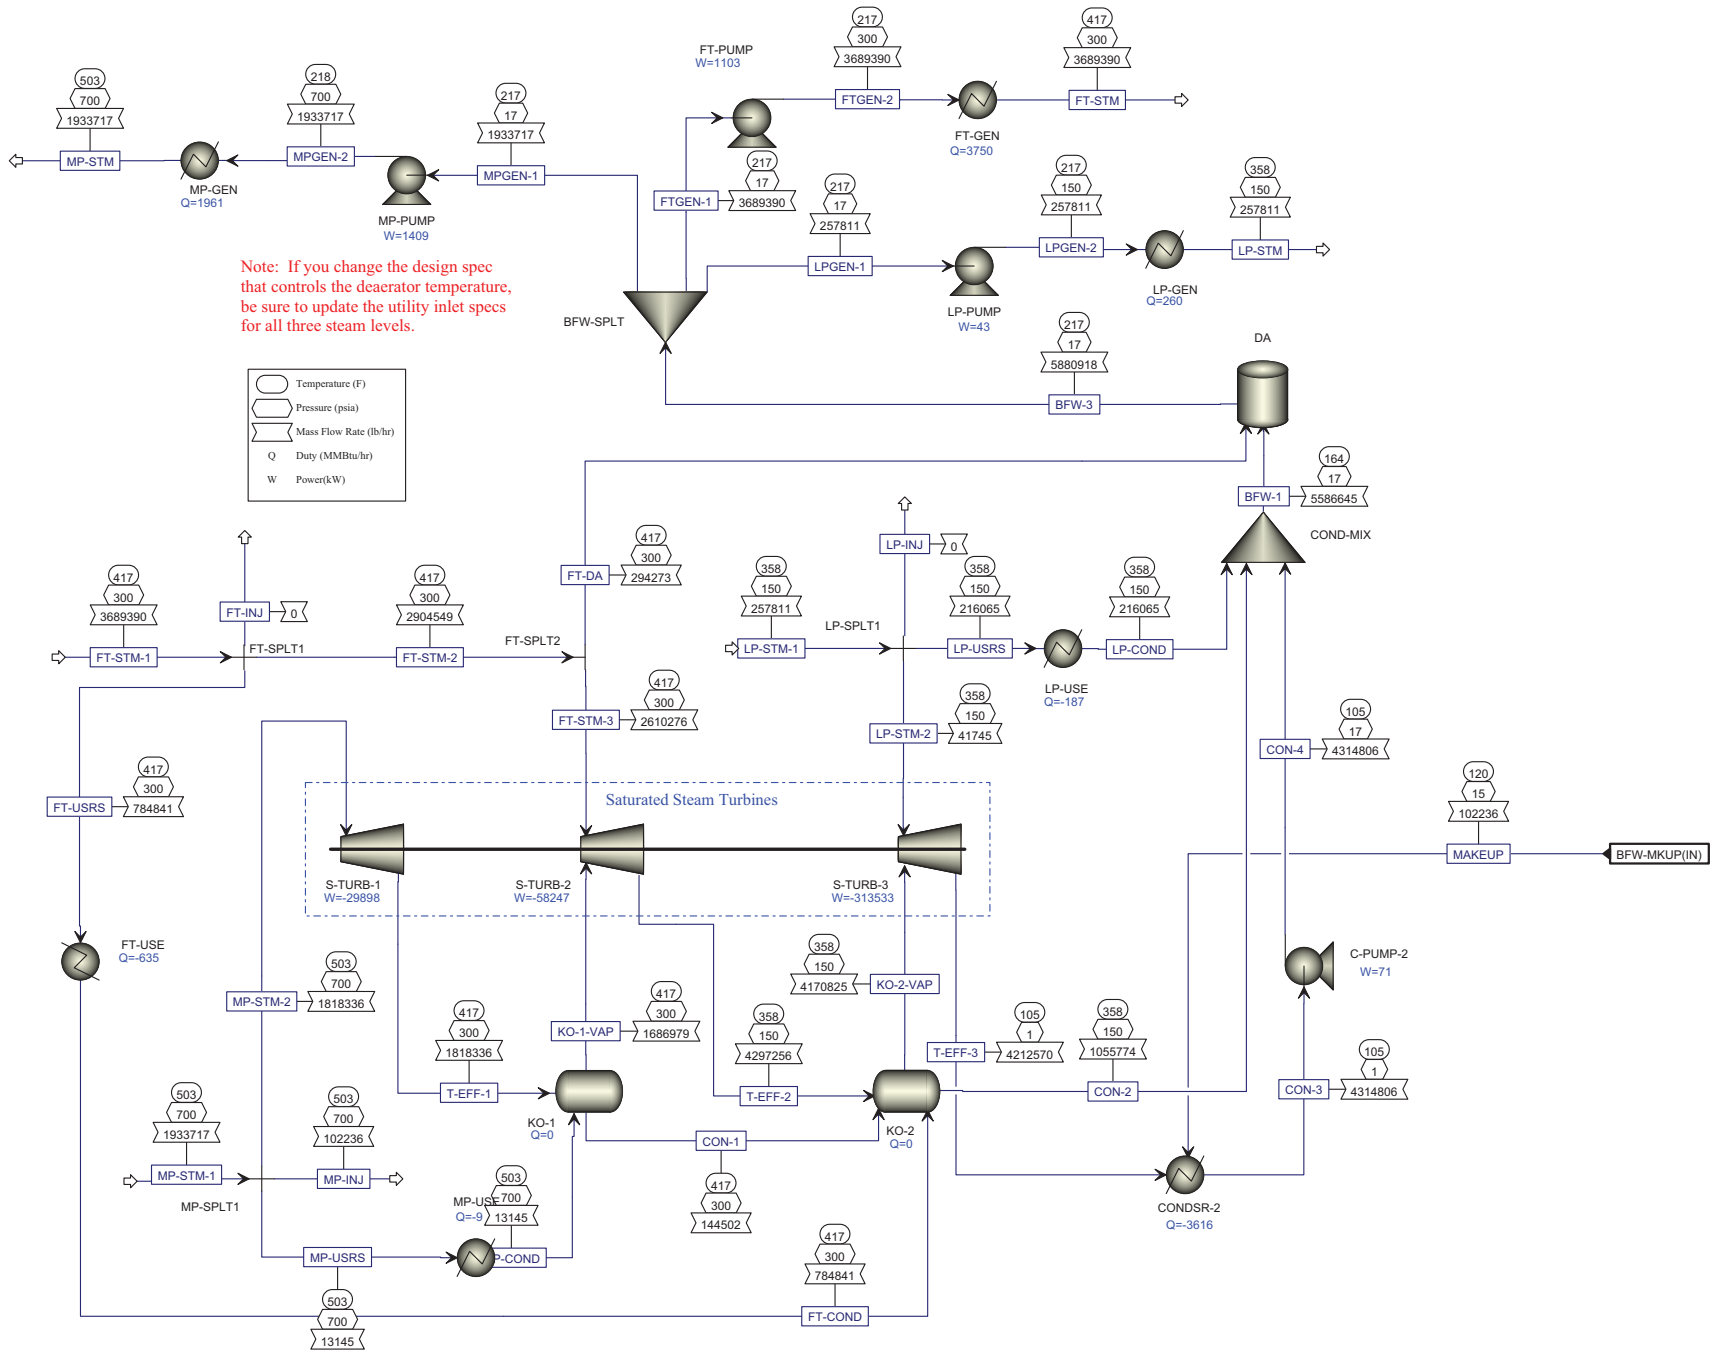 FT-PUMP
W=1103
217
300
3689390
FTGEN-2
417
300
3689390
FT-STM
FT-GEN
Q=3750
503
700
1933717
MP-STM
218
700
1933717
MPGEN-2
217
17
1933717
MPGEN-1
MP-GEN
Q=1961
MP-PUMP
W=1409
FTGEN-1
217
17
3689390
217
17
257811
LPGEN-1
217
150
257811
LPGEN-2
358
150
257811
LP-STM
LP-GEN
Q=260
LP-PUMP
W=43
Note: If you change the design spec
that controls the deaerator temperature,
be sure to update the utility inlet specs
for all three steam levels.
BFW-SPLT
DA
217
17
5880918
BFW-3
Temperature (F)
Pressure (psia)
Mass Flow Rate (lb/hr)
Q Duty (MMBtu/hr)
W Power(kW)
164
17
5586645
BFW-1
COND-MIX
417
300
3689390
FT-STM-1
FT-INJ
0
FT-SPLT1
417
300
2904549
FT-STM-2
FT-SPLT2
417
300
294273
FT-DA
358
150
257811
LP-STM-1
LP-SPLT1
LP-INJ
0
358
150
216065
LP-USRS
358
150
216065
LP-COND
LP-USE
Q=-187
417
300
2610276
FT-STM-3
358
150
41745
LP-STM-2
105
17
4314806
CON-4
417
300
784841
FT-USRS
120
15
102236
MAKEUP
BFW-MKUP(IN)
Saturated Steam Turbines
S-TURB-1
W=-29898
S-TURB-2
W=-58247
S-TURB-3
W=-313533
FT-USE
Q=-635
C-PUMP-2
W=71
503
700
1818336
MP-STM-2
417
300
1818336
T-EFF-1
417
300
1686979
KO-1-VAP
358
150
4170825
KO-2-VAP
358
150
4297256
T-EFF-2
105
1
4212570
T-EFF-3
358
150
1055774
CON-2
105
1
4314806
CON-3
KO-1
Q=0
KO-2
Q=0
CON-1
417
300
144502
503
700
1933717
MP-STM-1
MP-SPLT1
503
700
102236
MP-INJ
MP-USE
Q=-9
503
700
13145
P-COND
MP-USRS
503
700
13145
417
300
784841
FT-COND
CONDSR-2
Q=-3616